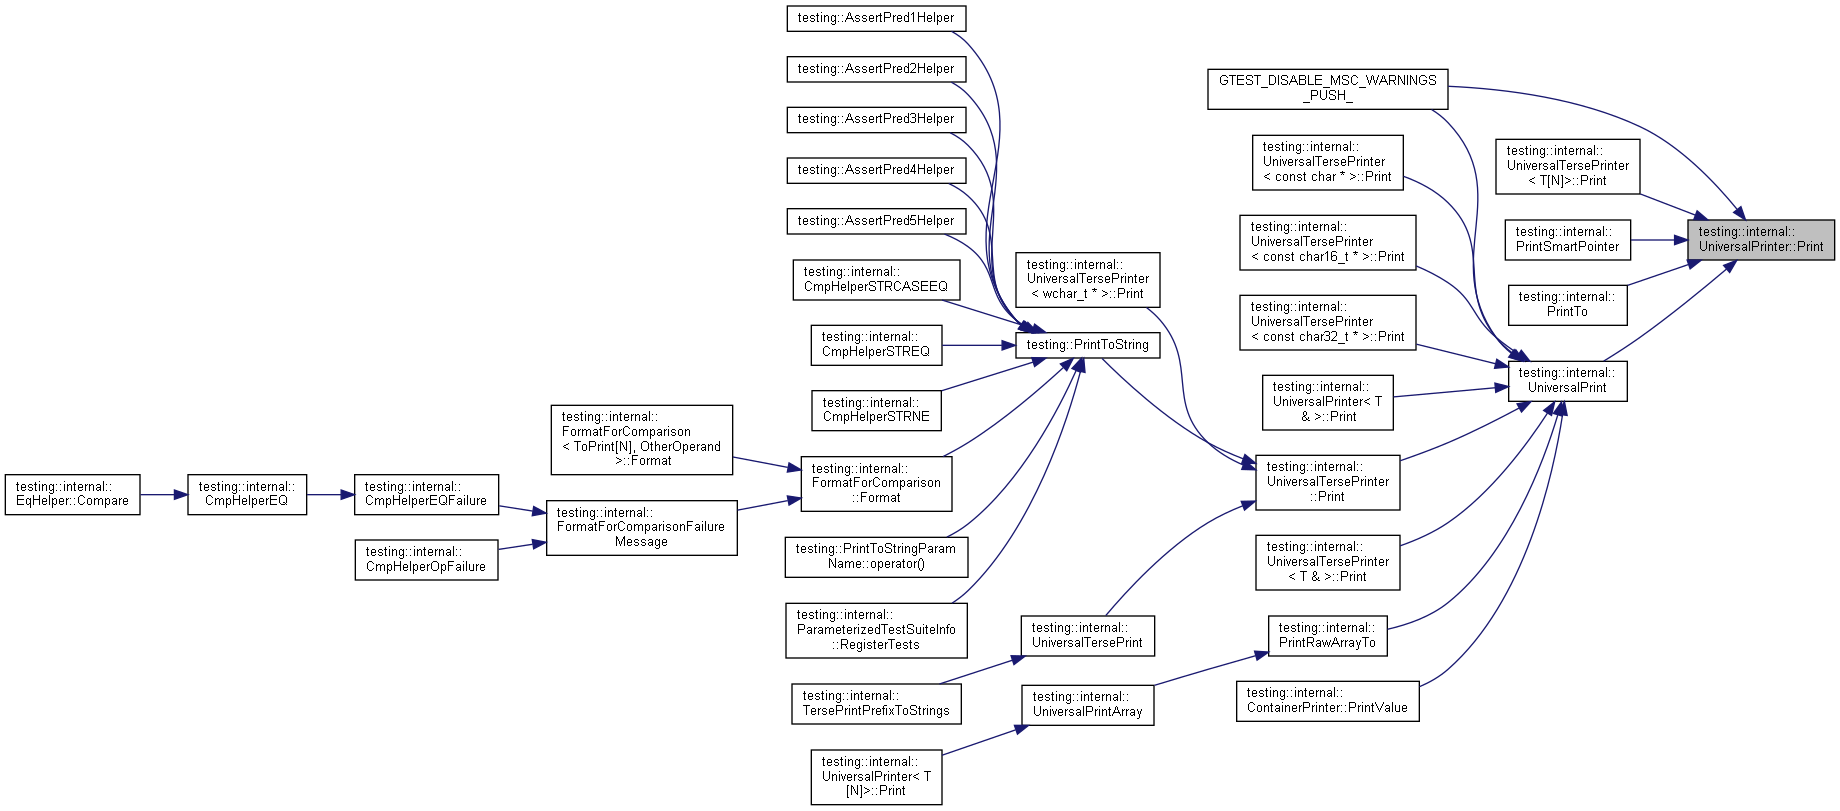 testing::AssertPred1Helper
testing::AssertPred2Helper
testing::AssertPred3Helper
testing::AssertPred4Helper
testing::AssertPred5Helper
testing::internal::
CmpHelperSTRCASEEQ
testing::internal::
CmpHelperSTREQ
testing::internal::
CmpHelperSTRNE
testing::internal::
FormatForComparison
< ToPrint[N], OtherOperand
>::Format
testing::internal::
EqHelper::Compare
testing::internal::
CmpHelperEQ
testing::internal::
CmpHelperEQFailure
testing::internal::
CmpHelperOpFailure
testing::internal::
FormatForComparisonFailure
Message
testing::internal::
FormatForComparison
::Format
testing::PrintToStringParam
Name::operator()
testing::internal::
ParameterizedTestSuiteInfo
::RegisterTests
testing::internal::
TersePrintPrefixToStrings
testing::internal::
UniversalPrinter< T
[N]>::Print
testing::internal::
UniversalTersePrinter
< wchar_t * >::Print
testing::PrintToString
testing::internal::
UniversalTersePrint
testing::internal::
UniversalPrintArray
GTEST_DISABLE_MSC_WARNINGS
_PUSH_
testing::internal::
UniversalTersePrinter
< const char * >::Print
testing::internal::
UniversalTersePrinter
< const char16_t * >::Print
testing::internal::
UniversalTersePrinter
< const char32_t * >::Print
testing::internal::
UniversalPrinter< T
& >::Print
testing::internal::
UniversalTersePrinter
::Print
testing::internal::
UniversalTersePrinter
< T & >::Print
testing::internal::
PrintRawArrayTo
testing::internal::
ContainerPrinter::PrintValue
testing::internal::
UniversalTersePrinter
< T[N]>::Print
testing::internal::
PrintSmartPointer
testing::internal::
PrintTo
testing::internal::
UniversalPrint
testing::internal::
UniversalPrinter::Print